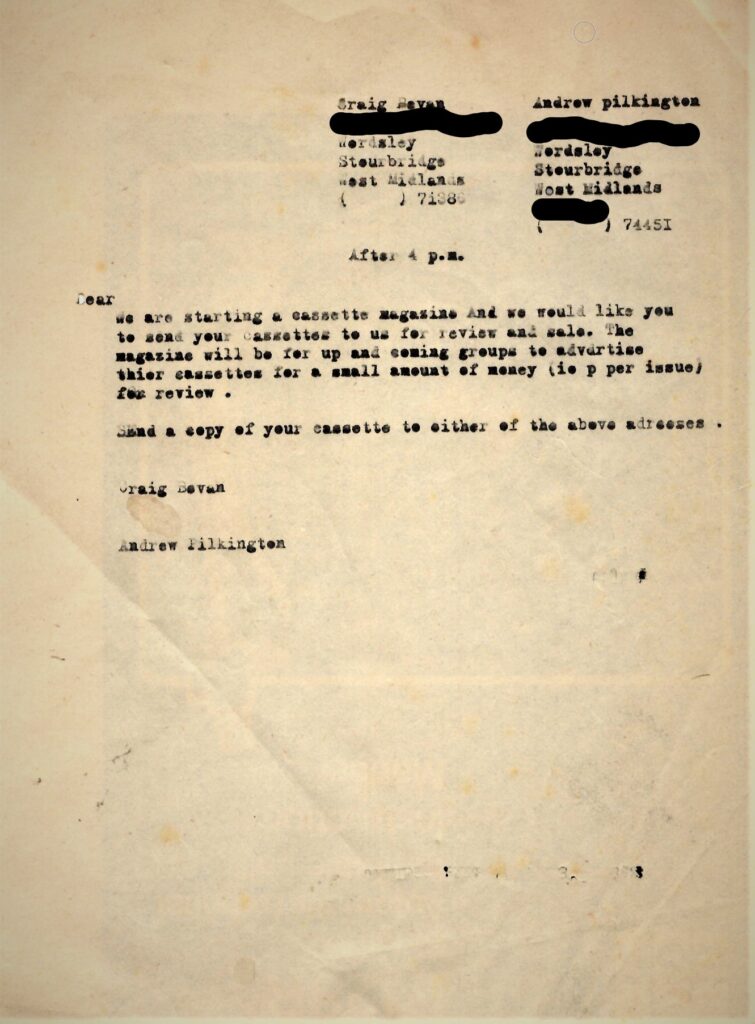 Craig Bevan
Wordsley
Stourbridge
West Midlands
(      ) 71386
Andrew pilkington
Wordsley
Stourbridge
West Midlands
(      ) 74451
After 4 p.m.
Dear
We are starting a cassette magazine And we would like you
to send your cassettes to us for review and sale. The
magazine will be for up and coming groups to advurtise
thier cassettes for a small amount of money (ie p per issue)
for review .
Send a copy of your cassette to either of the above adresses .
Craig Bevan
Andrew Pilkington